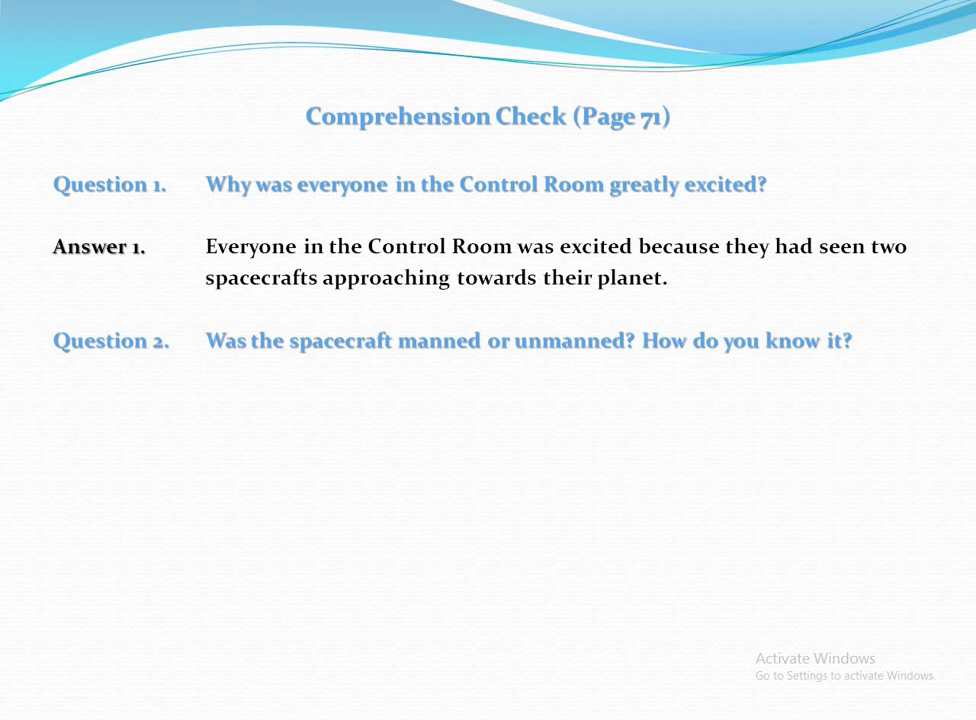 Comprehension Check (Page 71)
Question 1. Why was everyone in the Control Room greatly excited?
Answer 1. Everyone in the Control Room was excited because they had seen two
spacecrafts approaching towards their planet.
Question 2. Was the spacecraft manned or unmanned? How do you know it?
Activate Windows
Go to Settings to activate Windows.